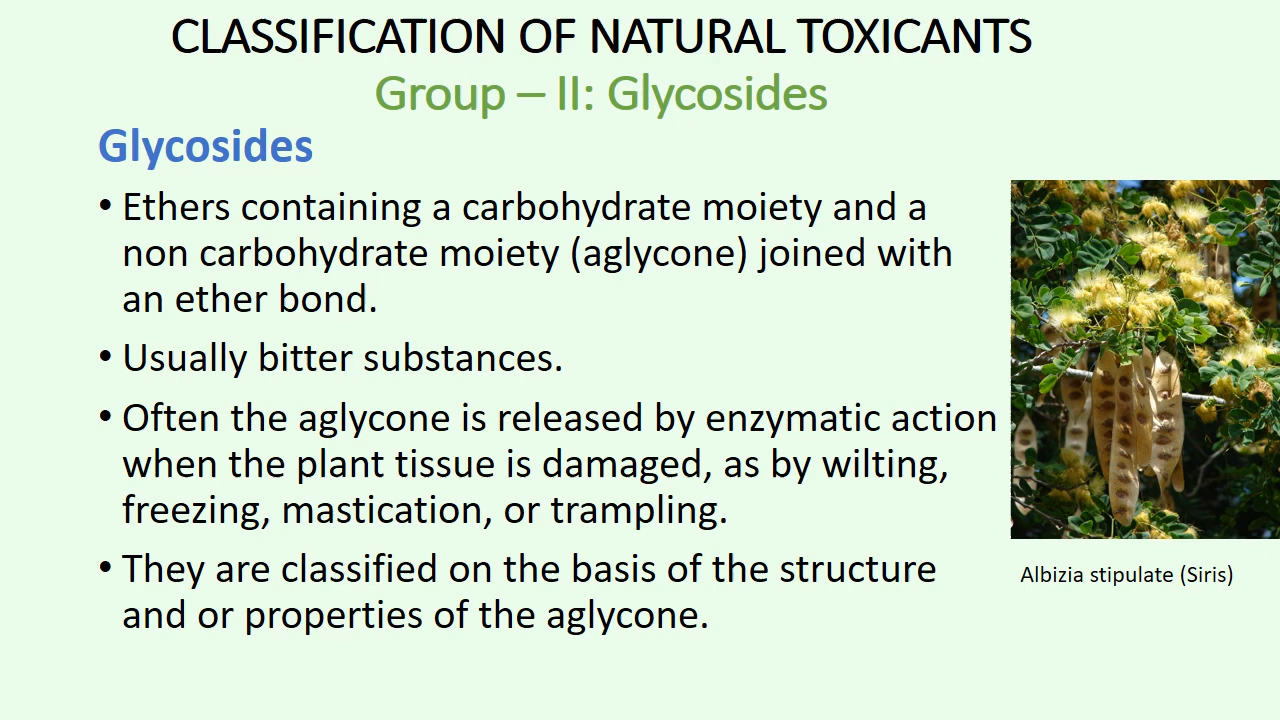 CLASSIFICATION OF NATURAL TOXICANTS
Group – II: Glycosides
Glycosides
• Ethers containing a carbohydrate moiety and a
non carbohydrate moiety (aglycone) joined with
an ether bond.
• Usually bitter substances.
• Often the aglycone is released by enzymatic action
when the plant tissue is damaged, as by wilting,
freezing, mastication, or trampling.
• They are classified on the basis of the structure
and or properties of the aglycone.
Albizia stipulate (Siris)